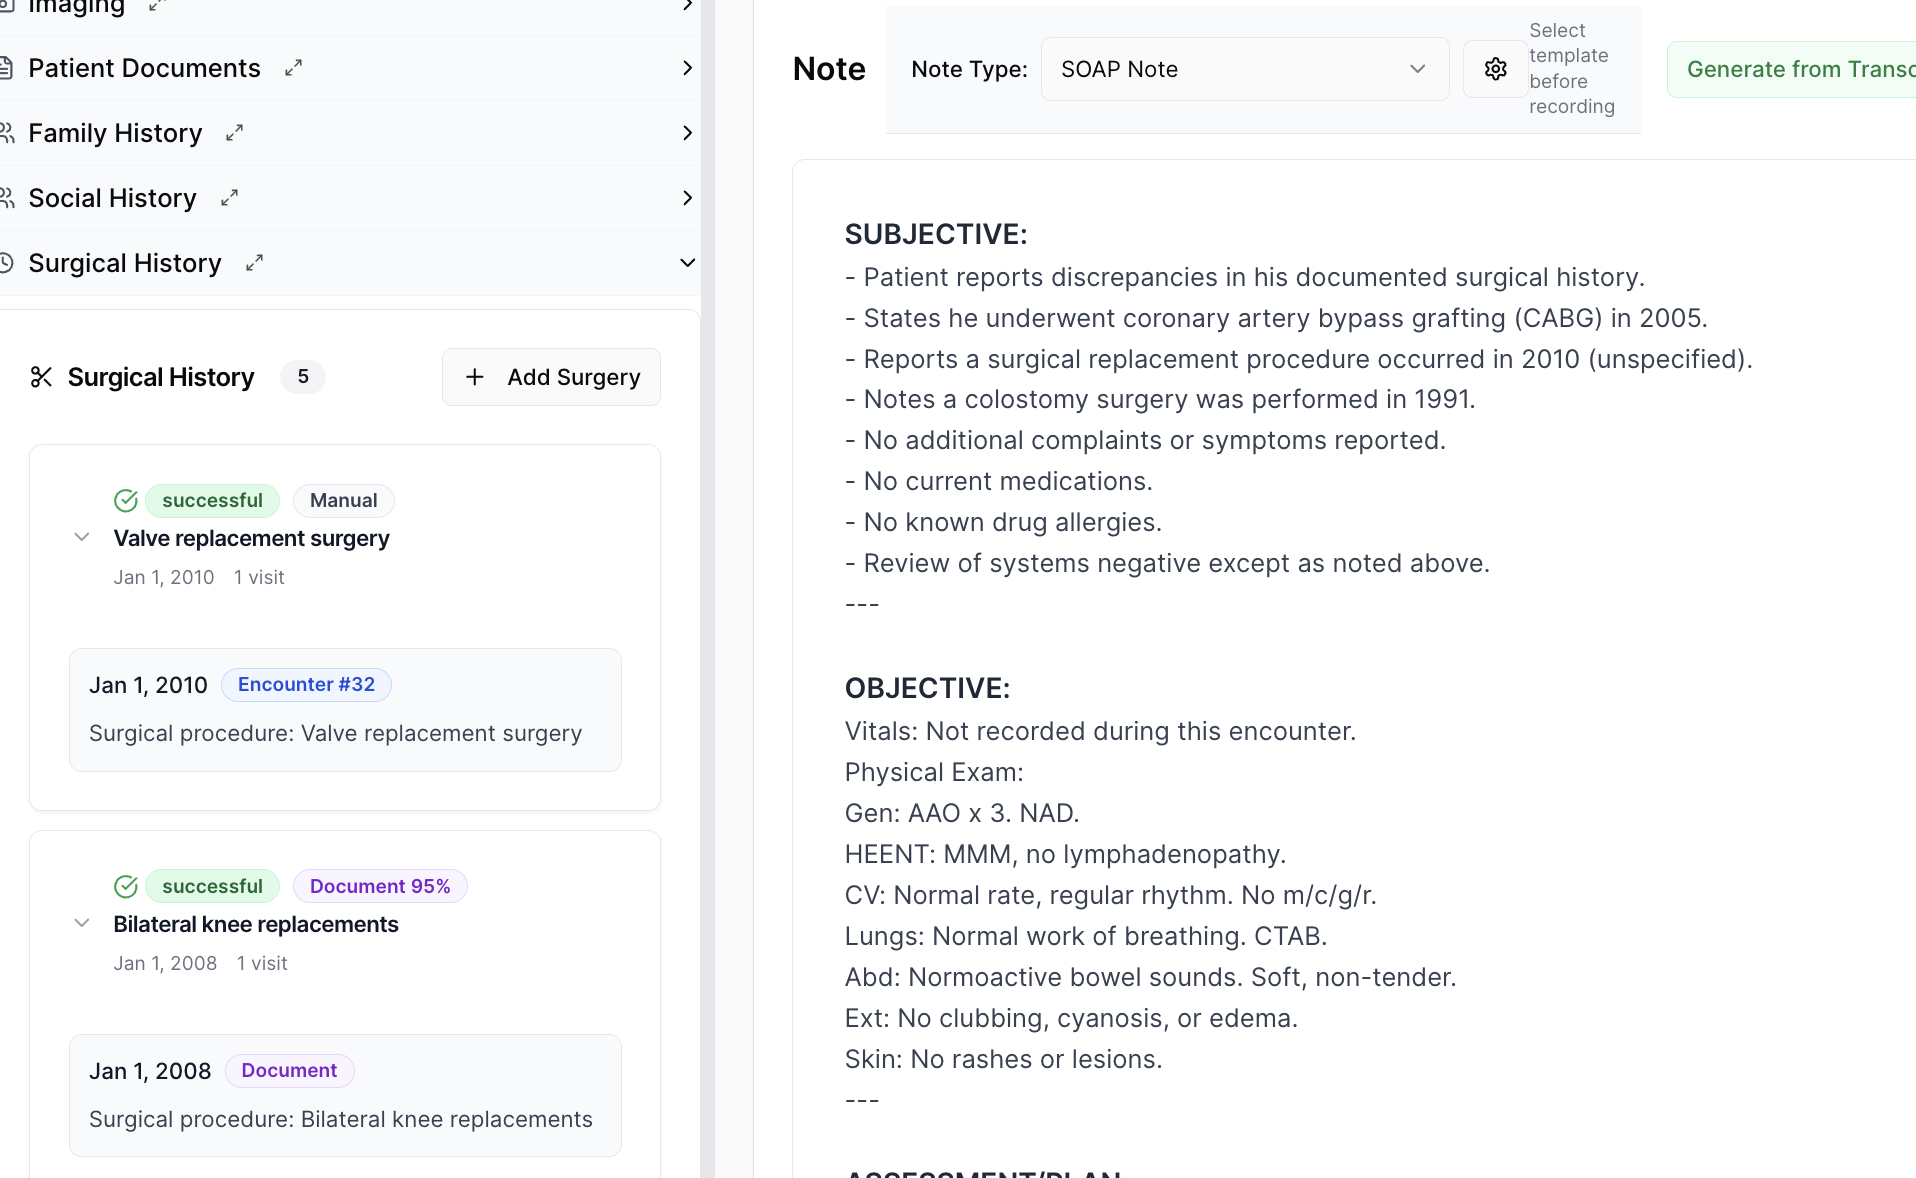 Imaging
Patient Documents
Family History
Social History
Surgical History
Surgical History 5
Add Surgery
successful Manual
Valve replacement surgery
Jan 1, 2010 1 visit
Jan 1, 2010 Encounter #32
Surgical procedure: Valve replacement surgery
successful Document 95%
Bilateral knee replacements
Jan 1, 2008 1 visit
Jan 1, 2008 Document
Surgical procedure: Bilateral knee replacements
Note
Note Type: SOAP Note
Select
template
before
recording
Generate from Transc
SUBJECTIVE:
- Patient reports discrepancies in his documented surgical history.
- States he underwent coronary artery bypass grafting (CABG) in 2005.
- Reports a surgical replacement procedure occurred in 2010 (unspecified).
- Notes a colostomy surgery was performed in 1991.
- No additional complaints or symptoms reported.
- No current medications.
- No known drug allergies.
- Review of systems negative except as noted above.
---
OBJECTIVE:
Vitals: Not recorded during this encounter.
Physical Exam:
Gen: AAO x 3. NAD.
HEENT: MMM, no lymphadenopathy.
CV: Normal rate, regular rhythm. No m/c/g/r.
Lungs: Normal work of breathing. CTAB.
Abd: Normoactive bowel sounds. Soft, non-tender.
Ext: No clubbing, cyanosis, or edema.
Skin: No rashes or lesions.
---
ASSESSMENT/PLAN